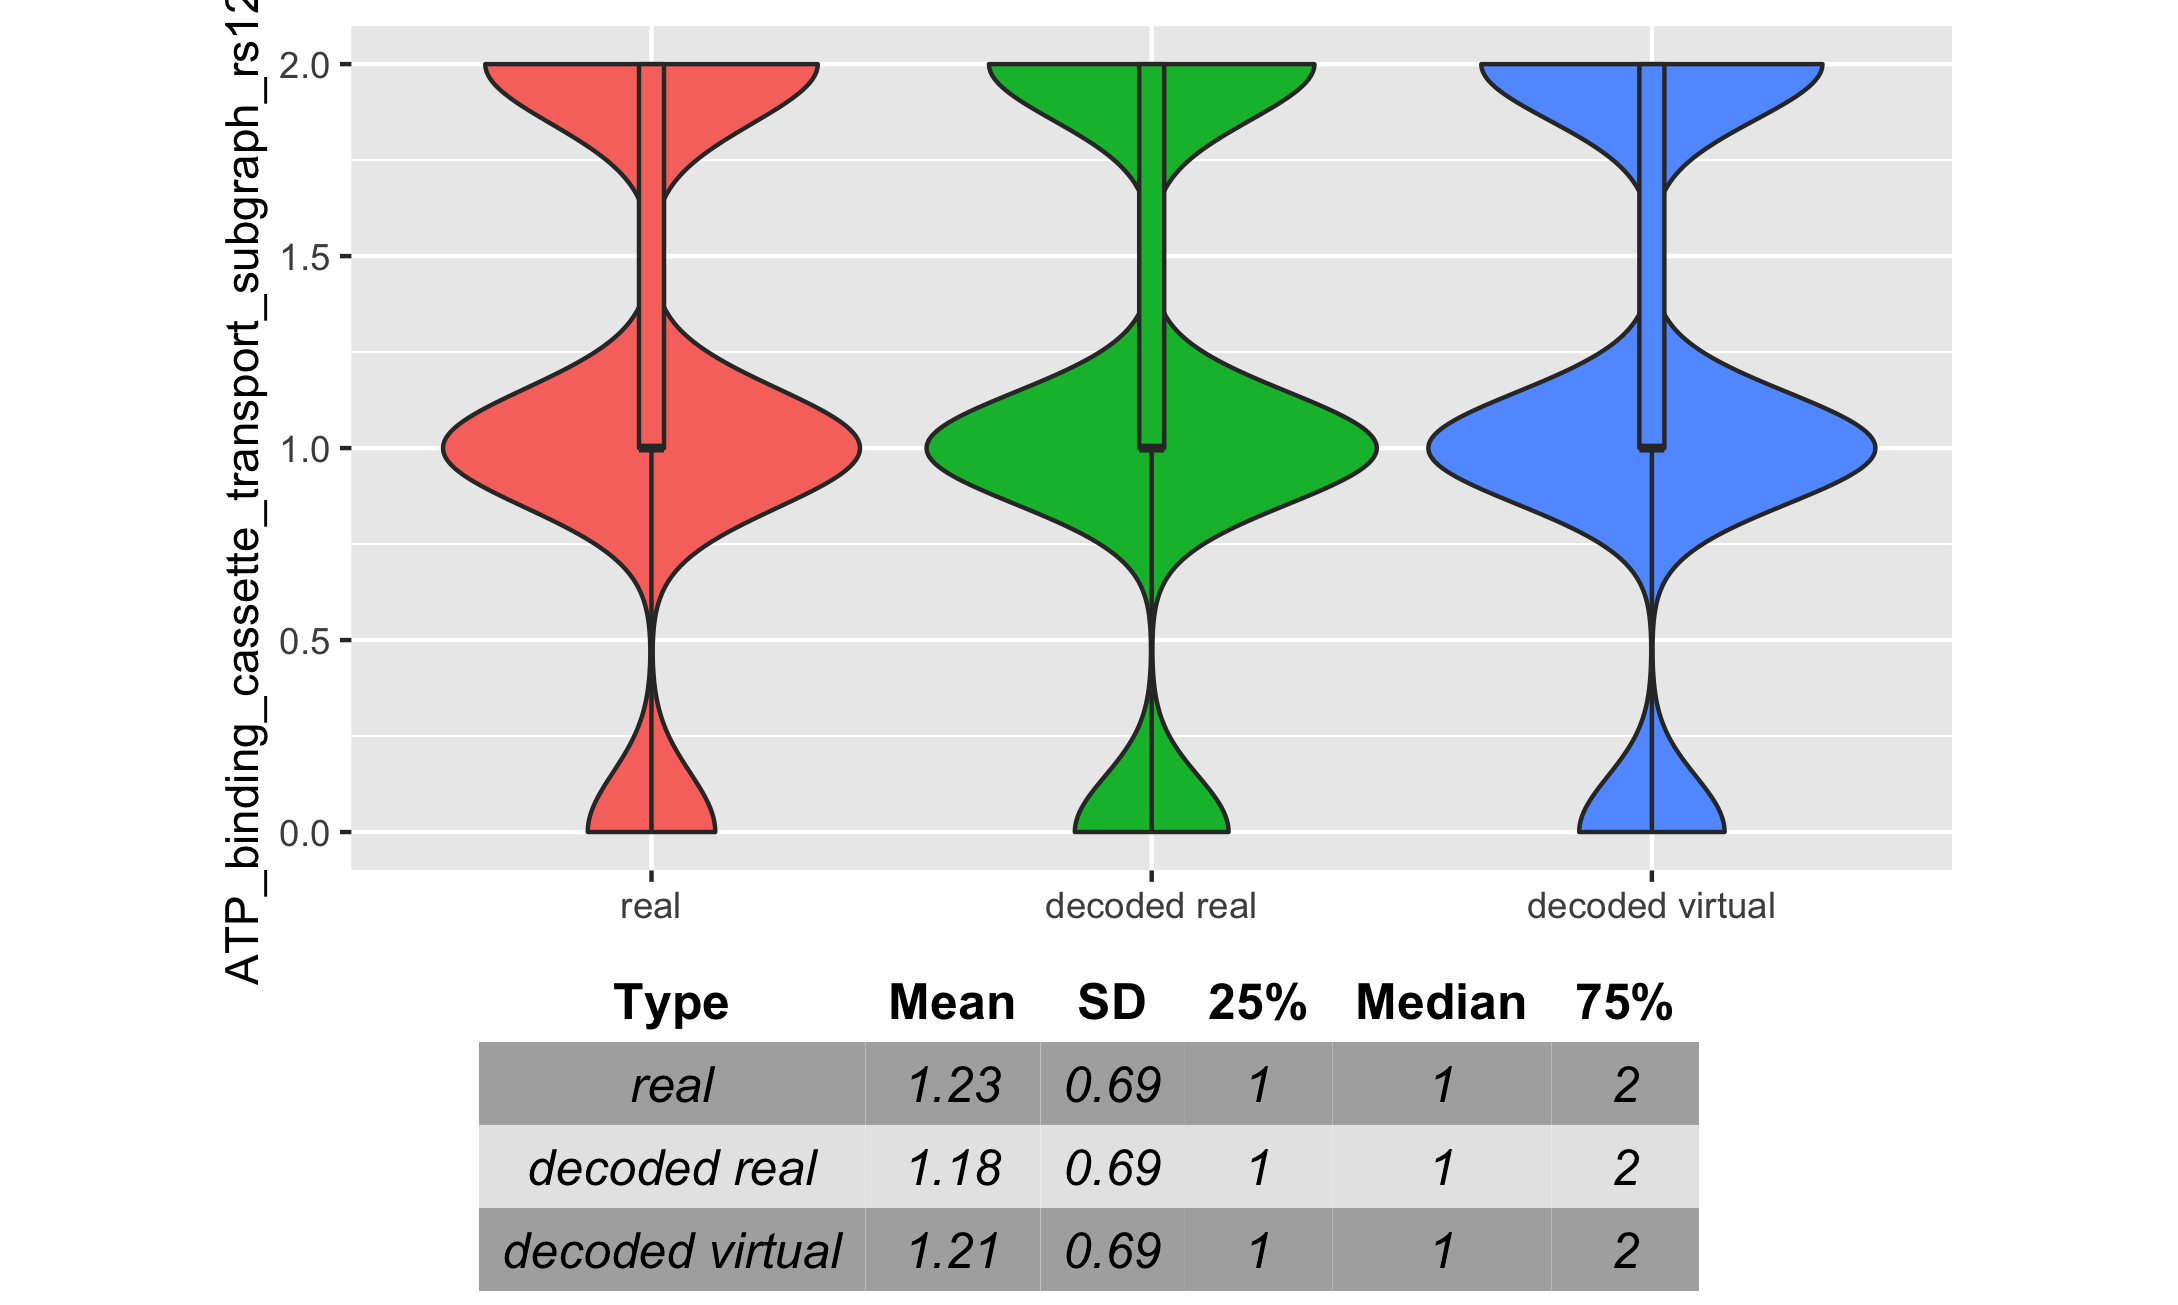 ATP_binding_cassette_transport_subgraph_rs12
2.0
1.5
1.0
0.5
0.0
real decoded real decoded virtual
Type Mean SD 25% Median 75%
real 1.23 0.69 1 1 2
decoded real 1.18 0.69 1 1 2
decoded virtual 1.21 0.69 1 1 2